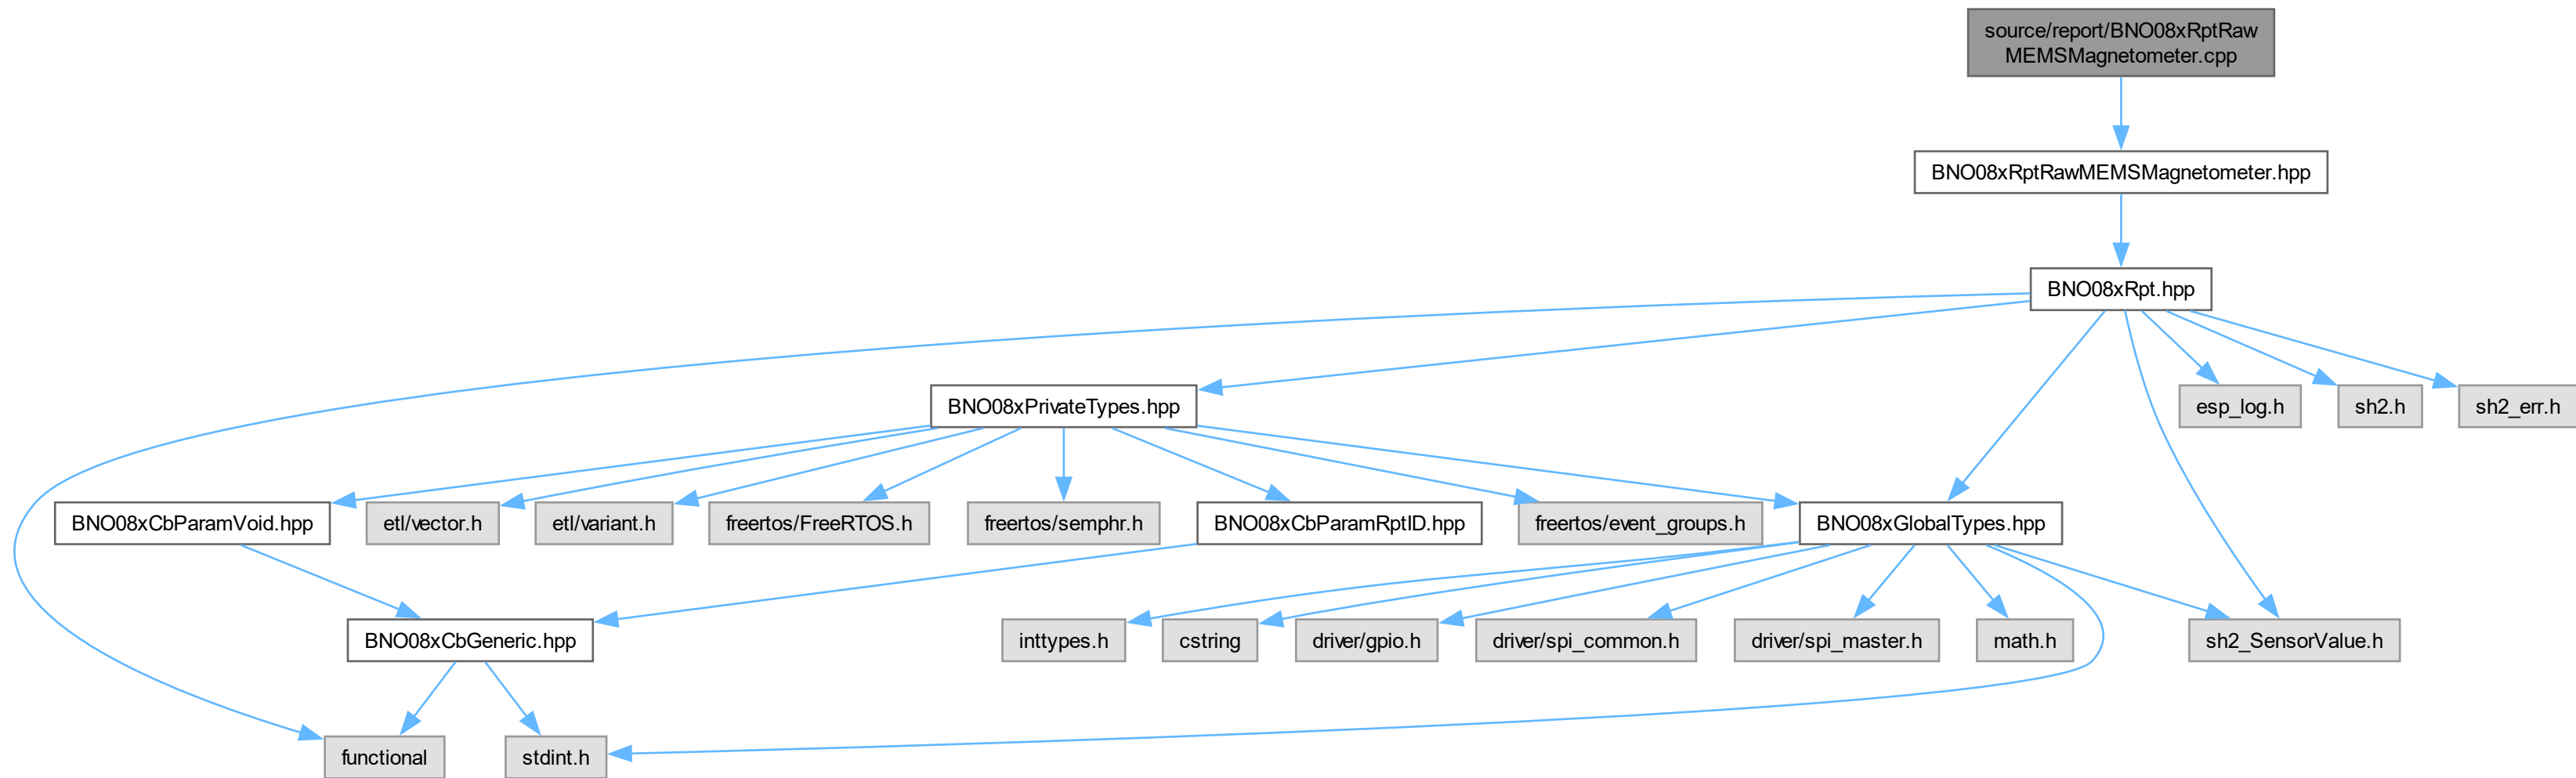 source/report/BNO08xRptRaw
MEMSMagnetometer.cpp
BNO08xRptRawMEMSMagnetometer.hpp
BNO08xRpt.hpp
BNO08xPrivateTypes.hpp
esp_log.h
sh2.h
sh2_err.h
BNO08xCbParamVoid.hpp
etl/vector.h
etl/variant.h
freertos/FreeRTOS.h
freertos/semphr.h
BNO08xCbParamRptID.hpp
freertos/event_groups.h
BNO08xGlobalTypes.hpp
BNO08xCbGeneric.hpp
inttypes.h
cstring
driver/gpio.h
driver/spi_common.h
driver/spi_master.h
math.h
sh2_SensorValue.h
functional
stdint.h